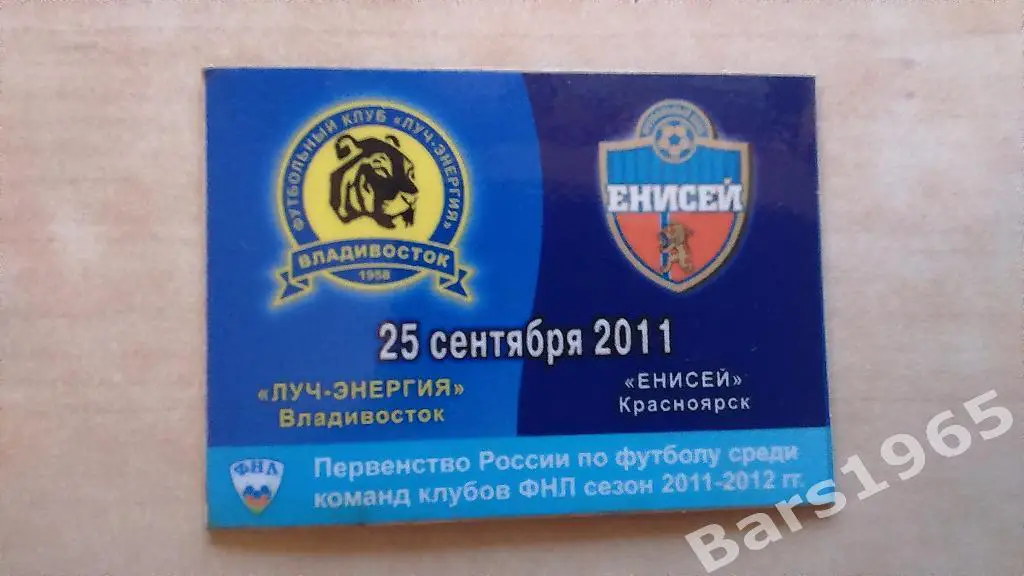 ФУТБОЛЬНЫЙ КЛУБ «ЛУЧ-ЭНЕРГИЯ»
ВЛАДИВОСТОК
1958
ЕНИСЕЙ
25 сентября 2011
«ЛУЧ-ЭНЕРГИЯ»
Владивосток
«ЕНИСЕЙ»
Красноярск
ФНЛ
Первенство России по футболу среди
команд клубов ФНЛ сезон 2011-2012 гг.
Bars1965